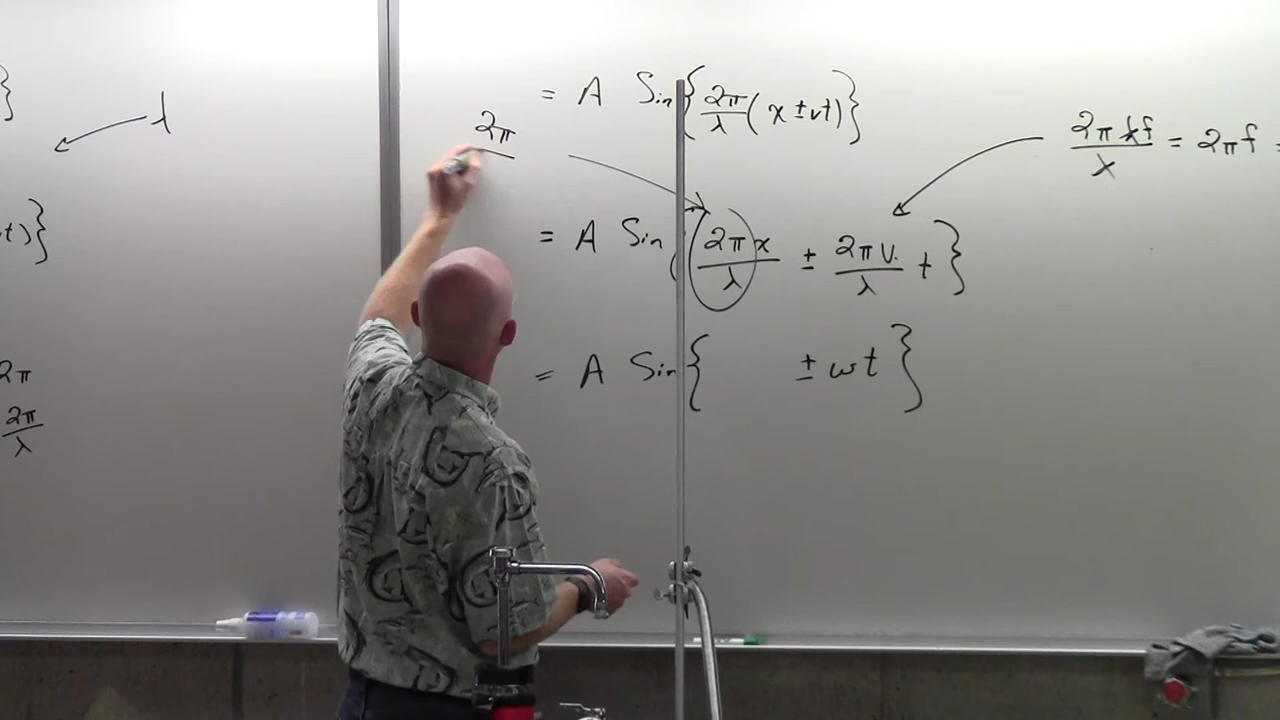 }
λ
t)}
2π
2π/λ
= A Sin{2π/λ(x ± vt)}
2π
= A Sin{2πx/λ ± 2πv/λ t}
= A Sin{ ± ωt}
2πλf/λ = 2πf =